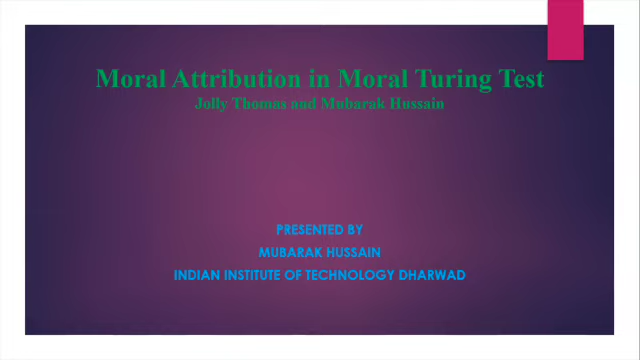 Moral Attribution in Moral Turing Test
Jolly Thomas and Mubarak Hussain
PRESENTED BY
MUBARAK HUSSAIN
INDIAN INSTITUTE OF TECHNOLOGY DHARWAD